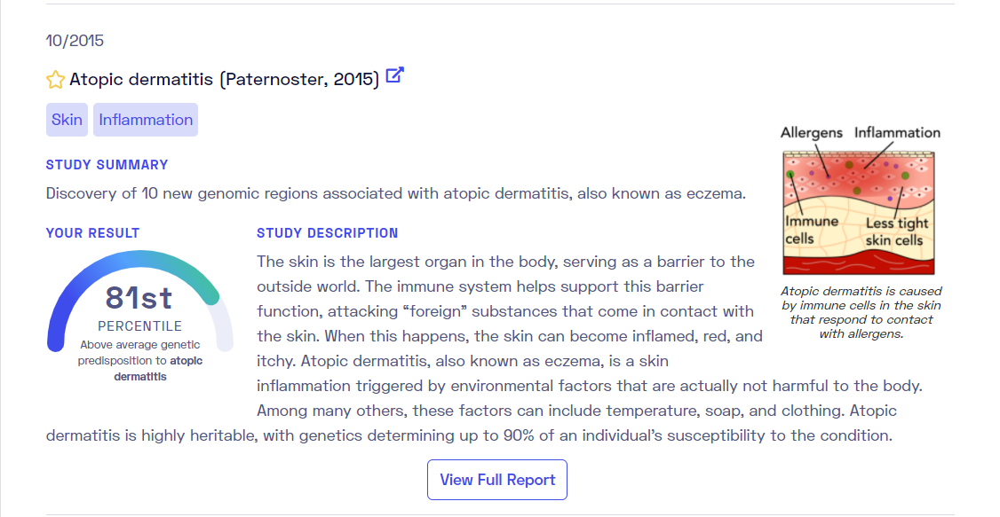 10/2015
Atopic dermatitis (Paternoster, 2015)
Skin Inflammation
STUDY SUMMARY
Discovery of 10 new genomic regions associated with atopic dermatitis, also known as eczema.
YOUR RESULT
81st
PERCENTILE
Above average genetic
predisposition to atopic
dermatitis
STUDY DESCRIPTION
The skin is the largest organ in the body, serving as a barrier to the
outside world. The immune system helps support this barrier
function, attacking “foreign” substances that come in contact with
the skin. When this happens, the skin can become inflamed, red, and
itchy. Atopic dermatitis, also known as eczema, is a skin
inflammation triggered by environmental factors that are actually not harmful to the body.
Among many others, these factors can include temperature, soap, and clothing. Atopic
dermatitis is highly heritable, with genetics determining up to 90% of an individual’s susceptibility to the condition.
Allergens Inflammation
Immune
cells
Less tight
skin cells
Atopic dermatitis is caused
by immune cells in the skin
that respond to contact
with allergens.
View Full Report